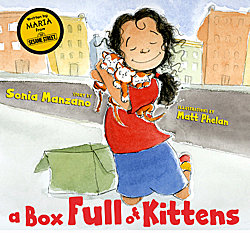 Written by
MARIA
From
SESAME STREET
STORY BY
Sonia Manzano
ILLUSTRATIONS BY
Matt Phelan
a Box Full of Kittens